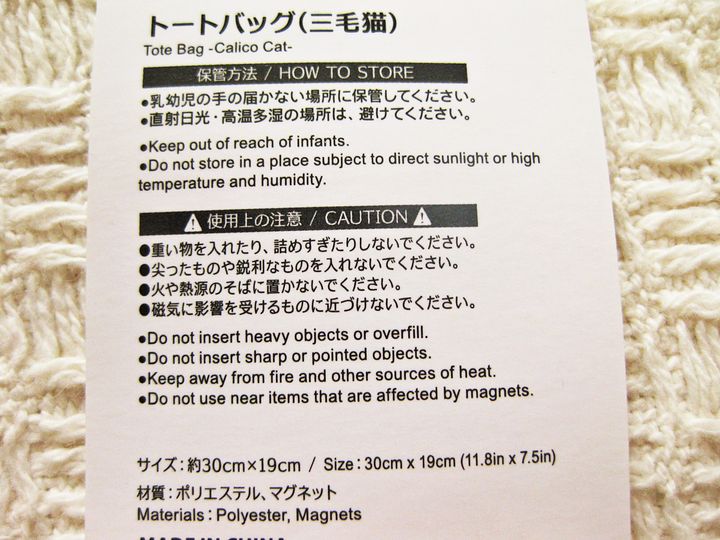 トートバッグ(三毛猫)
Tote Bag -Calico Cat-
保管方法 / HOW TO STORE
●乳幼児の手の届かない場所に保管してください。
●直射日光・高温多湿の場所は、避けてください。
●Keep out of reach of infants.
●Do not store in a place subject to direct sunlight or high
temperature and humidity.
⚠使用上の注意 / CAUTION⚠
●重い物を入れたり、詰めすぎたりしないでください。
●尖ったものや鋭利なものを入れないでください。
●火や熱源のそばに置かないでください。
●磁気に影響を受けるものに近づけないでください。
●Do not insert heavy objects or overfill.
●Do not insert sharp or pointed objects.
●Keep away from fire and other sources of heat.
●Do not use near items that are affected by magnets.
サイズ:約30cm×19cm / Size : 30cm x 19cm (11.8in x 7.5in)
材質:ポリエステル、マグネット
Materials : Polyester, Magnets
MADE IN CHINA